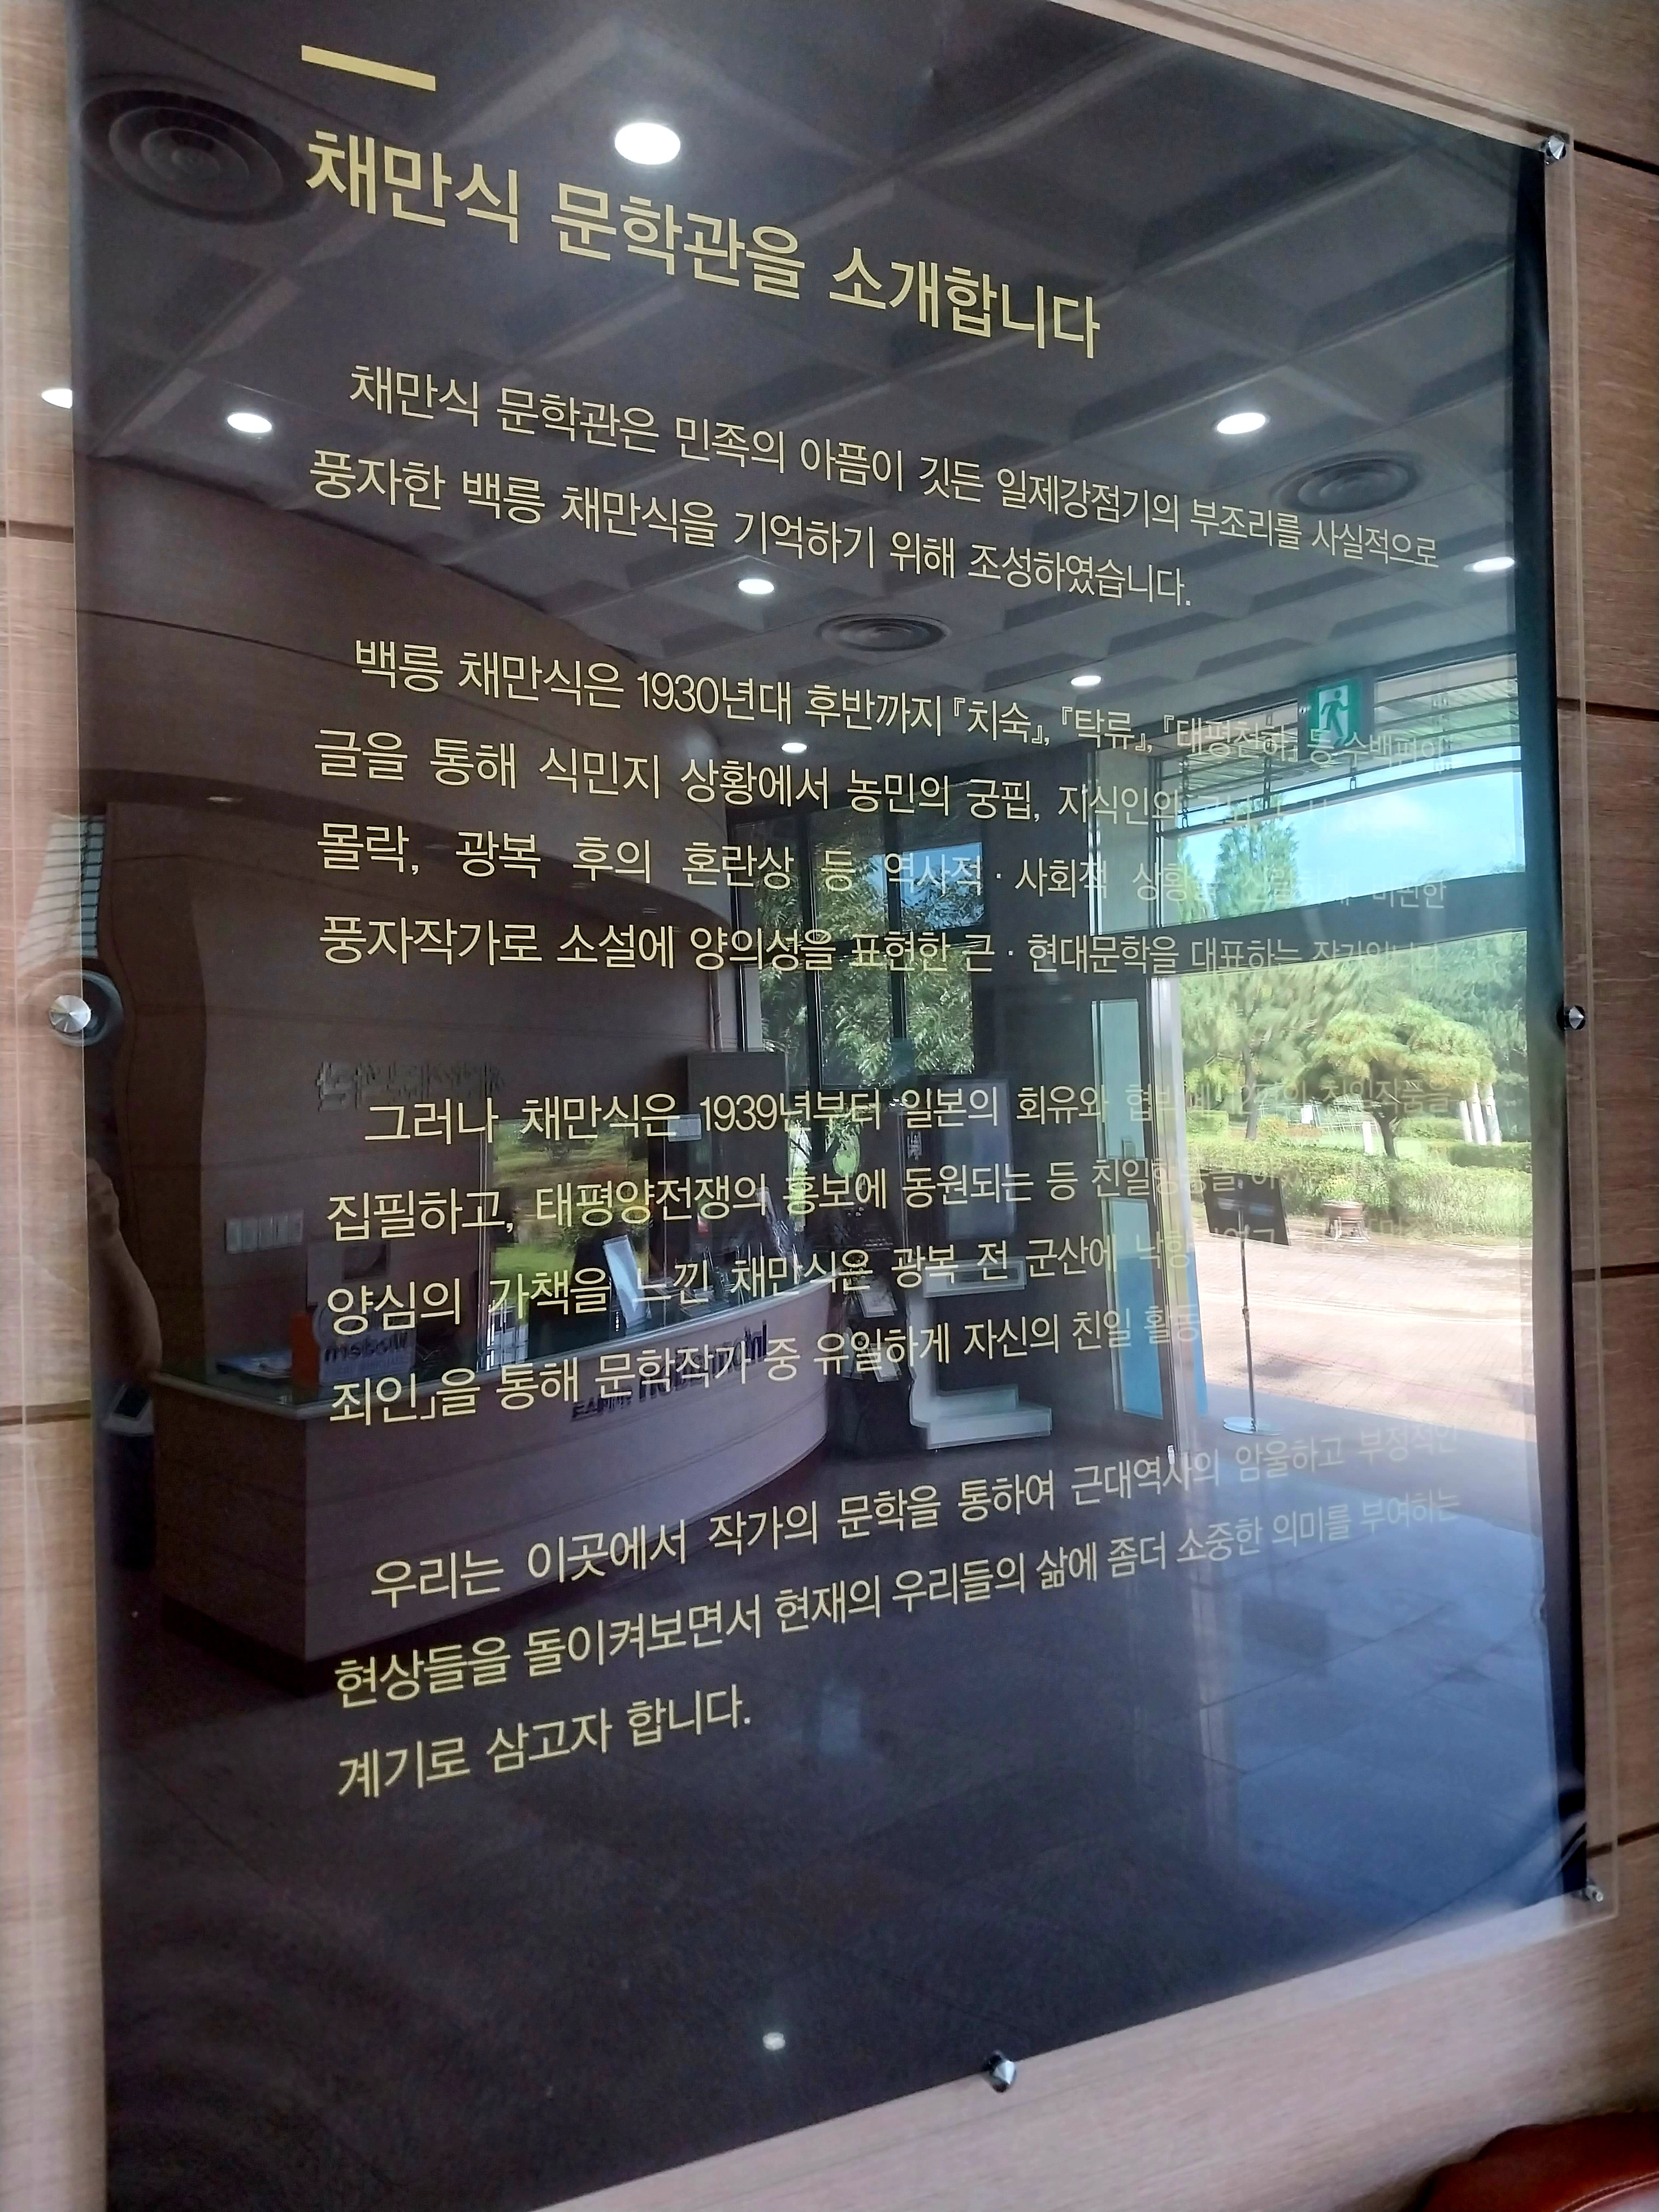 채만식 문학관을 소개합니다
채만식 문학관은 민족의 아픔이 깃든 일제강점기의 부조리를 사실적으로
풍자한 백릉 채만식을 기억하기 위해 조성하였습니다.
백릉 채만식은 1930년대 후반까지 『치숙』, 『탁류』, 『태평천하』 등 수백편의
글을 통해 식민지 상황에서 농민의 궁핍, 지식인의
몰락, 광복 후의 혼란상 등 역사적 · 사회적 비판한
풍자작가로 소설에 양의성을 표현한 근 · 현대문학을 대표하는 작가입니다.
그러나 채만식은 1939년부터 일본의 회유와 친일작품을
집필하고, 태평양전쟁의 홍보에 동원되는 등
양심의 가책을 느낀 채만식은 광복 전 군산에
죄인」을 통해 문학작가 중 유일하게 자신의 친일 활동
우리는 이곳에서 작가의 문학을 통하여 근대역사의 암울하고 부정적인
현상들을 돌이켜보면서 현재의 우리들의 삶에 좀더 소중한 의미를 부여하는
계기로 삼고자 합니다.